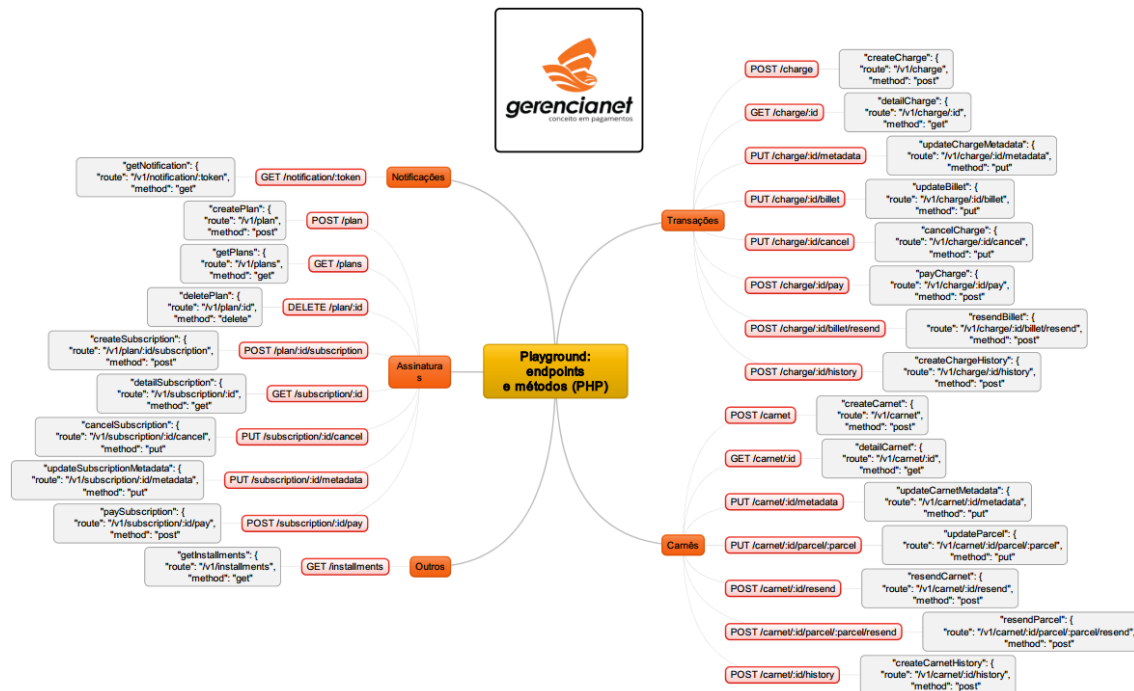 gerencianet
conceito em pagamentos
Playground:
endpoints
e métodos (PHP)
Notificações
GET /notification/:token
"getNotification": {
"route": "/v1/notification/:token",
"method": "get"
Assinatura
s
POST /plan
"createPlan": {
"route": "/v1/plan",
"method": "post"
GET /plans
"getPlans": {
"route": "/v1/plans",
"method": "get"
DELETE /plan/:id
"deletePlan": {
"route": "/v1/plan/:id",
"method": "delete"
POST /plan/:id/subscription
"createSubscription": {
"route": "/v1/plan/:id/subscription",
"method": "post"
GET /subscription/:id
"detailSubscription": {
"route": "/v1/subscription/:id",
"method": "get"
PUT /subscription/:id/cancel
"cancelSubscription": {
"route": "/v1/subscription/:id/cancel",
"method": "put"
PUT /subscription/:id/metadata
"updateSubscriptionMetadata": {
"route": "/v1/subscription/:id/metadata",
"method": "put"
POST /subscription/:id/pay
"paySubscription": {
"route": "/v1/subscription/:id/pay",
"method": "post"
Outros
GET /installments
"getInstallments": {
"route": "/v1/installments",
"method": "get"
Transações
POST /charge
"createCharge": {
"route": "/v1/charge",
"method": "post"
GET /charge/:id
"detailCharge": {
"route": "/v1/charge/:id",
"method": "get"
PUT /charge/:id/metadata
"updateChargeMetadata": {
"route": "/v1/charge/:id/metadata",
"method": "put"
PUT /charge/:id/billet
"updateBillet": {
"route": "/v1/charge/:id/billet",
"method": "put"
PUT /charge/:id/cancel
"cancelCharge": {
"route": "/v1/charge/:id/cancel",
"method": "put"
POST /charge/:id/pay
"payCharge": {
"route": "/v1/charge/:id/pay",
"method": "post"
POST /charge/:id/billet/resend
"resendBillet": {
"route": "/v1/charge/:id/billet/resend",
"method": "post"
POST /charge/:id/history
"createChargeHistory": {
"route": "/v1/charge/:id/history",
"method": "post"
Carnês
POST /carnet
"createCarnet": {
"route": "/v1/carnet",
"method": "post"
GET /carnet/:id
"detailCarnet": {
"route": "/v1/carnet/:id",
"method": "get"
PUT /carnet/:id/metadata
"updateCarnetMetadata": {
"route": "/v1/carnet/:id/metadata",
"method": "put"
PUT /carnet/:id/parcel/:parcel
"updateParcel": {
"route": "/v1/carnet/:id/parcel/:parcel",
"method": "put"
POST /carnet/:id/resend
"resendCarnet": {
"route": "/v1/carnet/:id/resend",
"method": "post"
POST /carnet/:id/parcel/:parcel/resend
"resendParcel": {
"route": "/v1/carnet/:id/parcel/:parcel/resend",
"method": "post"
POST /carnet/:id/history
"createCarnetHistory": {
"route": "/v1/carnet/:id/history",
"method": "post"